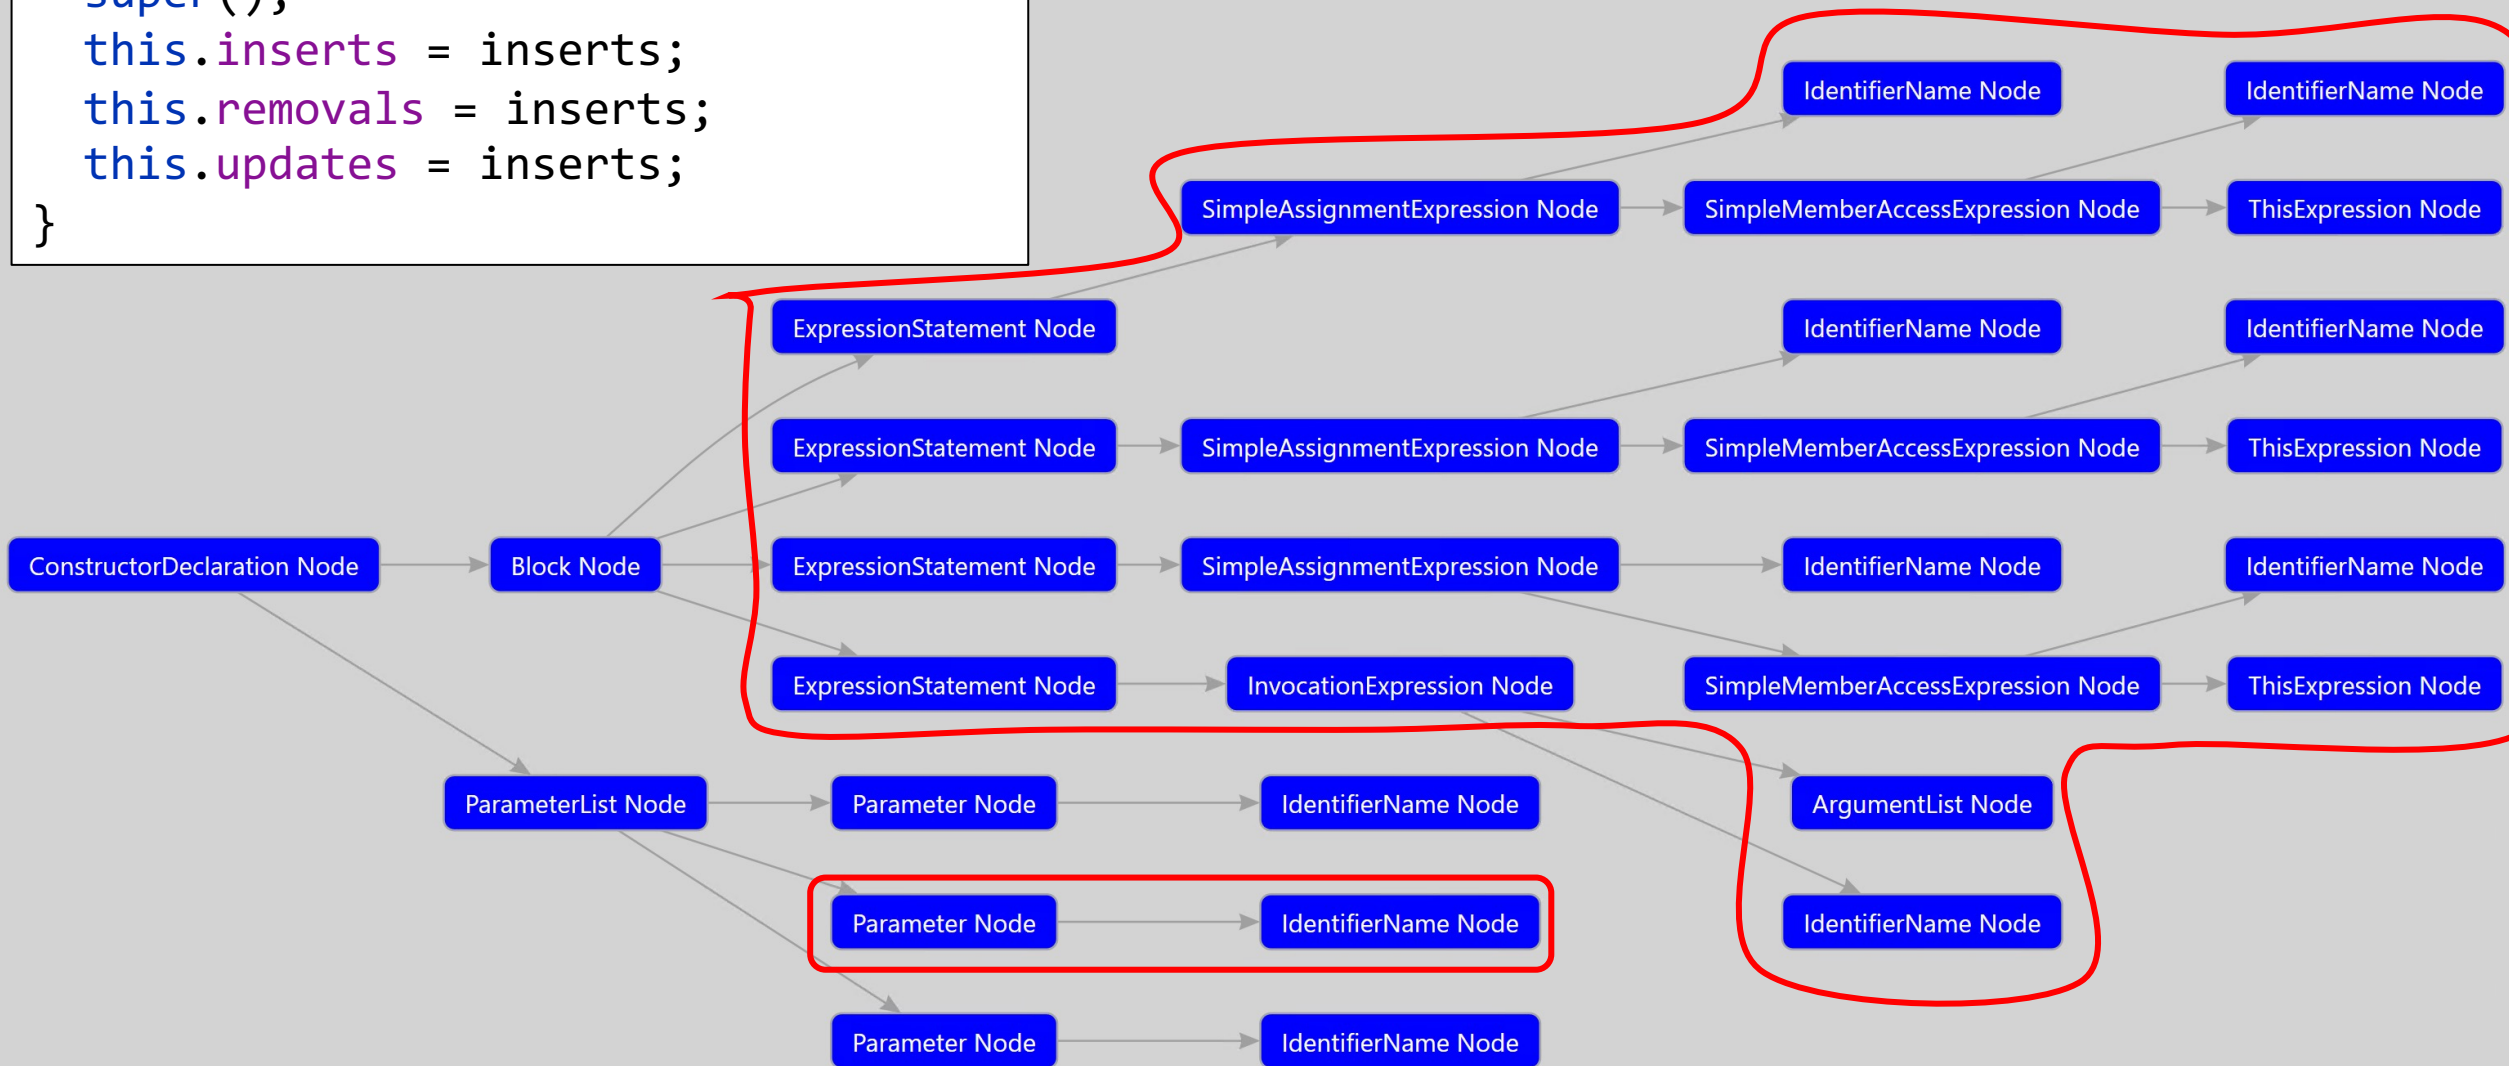 super();
this.inserts = inserts;
this.removals = inserts;
this.updates = inserts;
}
IdentifierName Node
IdentifierName Node
SimpleAssignmentExpression Node
SimpleMemberAccessExpression Node
ThisExpression Node
ExpressionStatement Node
IdentifierName Node
IdentifierName Node
ExpressionStatement Node
SimpleAssignmentExpression Node
SimpleMemberAccessExpression Node
ThisExpression Node
ConstructorDeclaration Node
Block Node
ExpressionStatement Node
SimpleAssignmentExpression Node
IdentifierName Node
IdentifierName Node
ExpressionStatement Node
InvocationExpression Node
SimpleMemberAccessExpression Node
ThisExpression Node
ParameterList Node
Parameter Node
IdentifierName Node
ArgumentList Node
Parameter Node
IdentifierName Node
IdentifierName Node
Parameter Node
IdentifierName Node